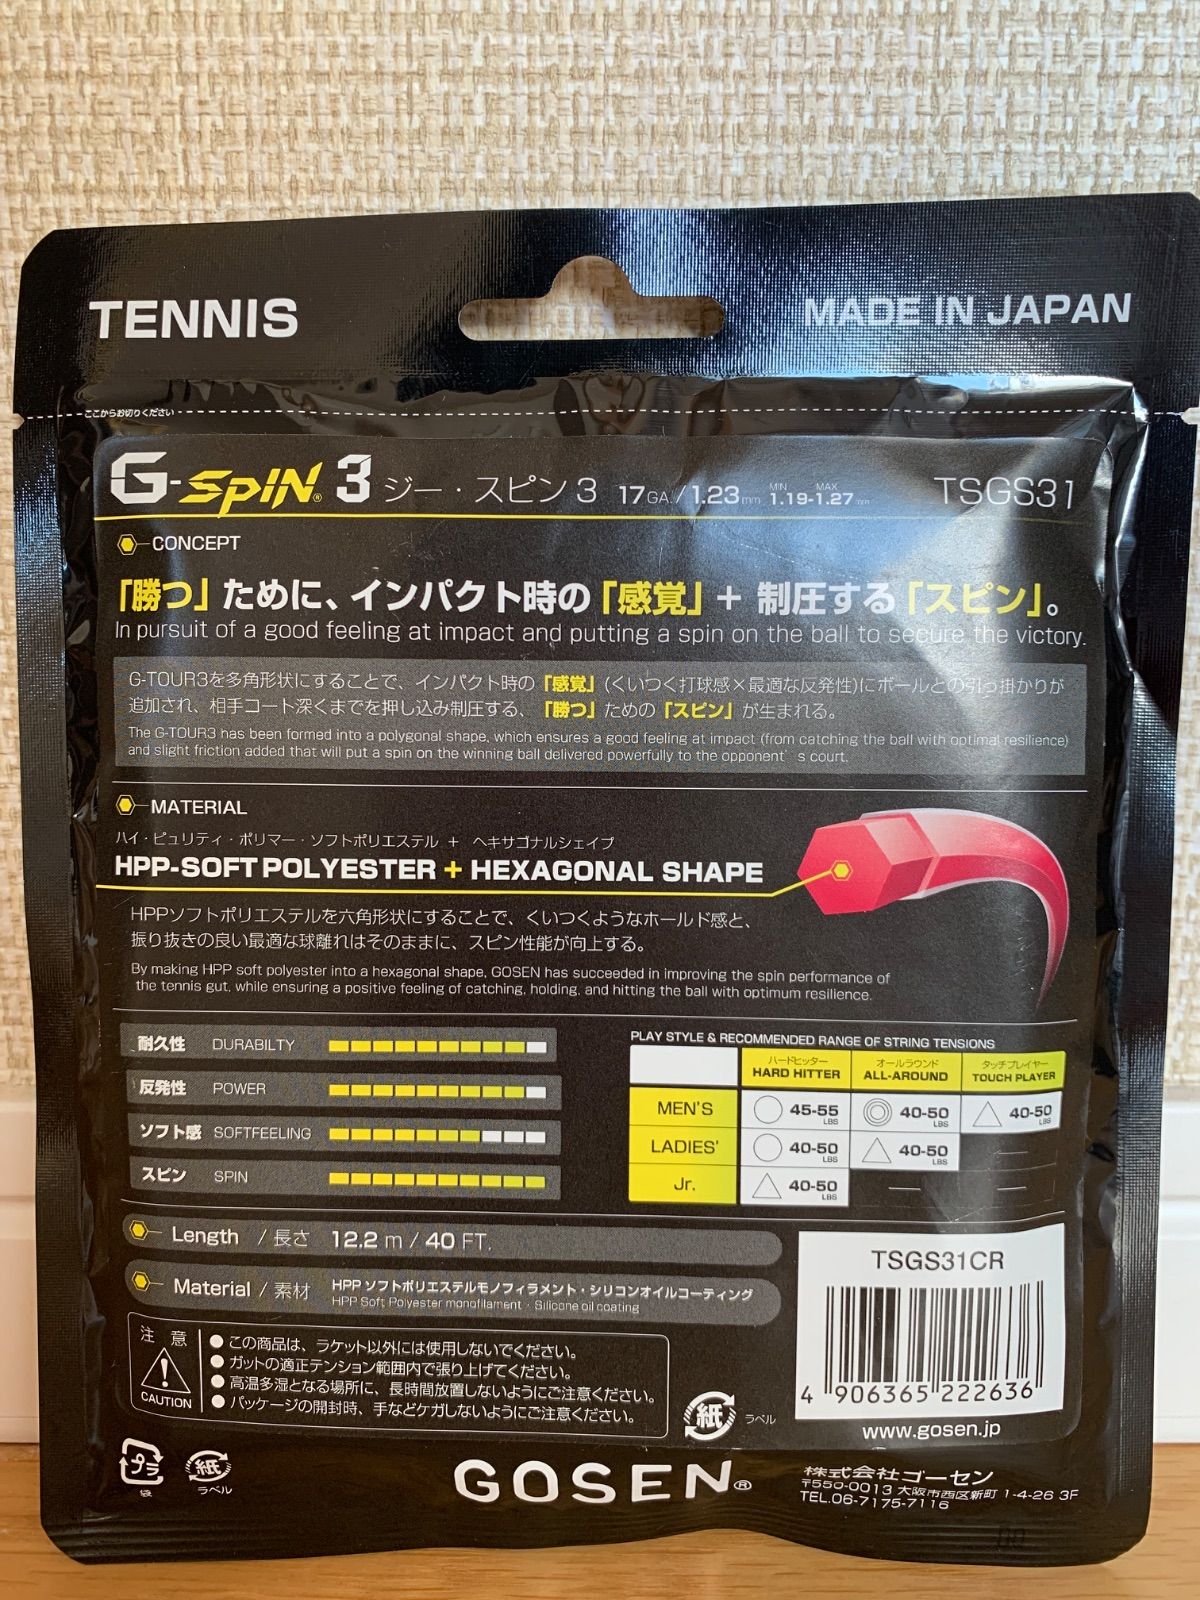 TENNIS
MADE IN JAPAN
ここからお切りください
G-SPIN® 3 ジー・スピン 3 17GA./1.23mm MIN 1.19-MAX 1.27mm TSGS31
CONCEPT
「勝つ」ために、インパクト時の「感覚」+ 制圧する「スピン」。
In pursuit of a good feeling at impact and putting a spin on the ball to secure the victory.
G-TOUR3を多角形状にすることで、インパクト時の「感覚」(くいつく打球感×最適な反発性)にボールとの引っ掛かりが
追加され、相手コート深くまでを押し込み制圧する、「勝つ」ための「スピン」が生まれる。
The G-TOUR3 has been formed into a polygonal shape, which ensures a good feeling at impact (from catching the ball with optimal resilience)
and slight friction added that will put a spin on the winning ball delivered powerfully to the opponent's court.
MATERIAL
ハイ・ピュリティ・ポリマー・ソフトポリエステル + ヘキサゴナルシェイプ
HPP-SOFT POLYESTER + HEXAGONAL SHAPE
HPPソフトポリエステルを六角形状にすることで、くいつくようなホールド感と、
振り抜きの良い最適な球離れはそのままに、スピン性能が向上する。
By making HPP soft polyester into a hexagonal shape, GOSEN has succeeded in improving the spin performance of
the tennis gut, while ensuring a positive feeling of catching, holding, and hitting the ball with optimum resilience.
耐久性 DURABILTY
反発性 POWER
ソフト感 SOFTFEELING
スピン SPIN
PLAY STYLE & RECOMMENDED RANGE OF STRING TENSIONS
ハードヒッター オールラウンド タッチプレイヤー
HARD HITTER ALL-AROUND TOUCH PLAYER
MEN'S ○ 45-55 LBS ◎ 40-50 LBS △ 40-50 LBS
LADIES' ○ 40-50 LBS △ 40-50 LBS —
Jr. △ 40-50 LBS — —
Length / 長さ 12.2 m / 40 FT.
Material / 素材 HPP ソフトポリエステルモノフィラメント・シリコンオイルコーティング
HPP Soft Polyester monofilament · Silicone oil coating
注 意
CAUTION
●この商品は、ラケット以外には使用しないでください。
●ガットの適正テンション範囲内で張り上げてください。
●高温多湿となる場所に、長時間放置しないようにご注意ください。
●パッケージの開封時、手などケガしないようにご注意ください。
紙 ラベル
TSGS31CR
4 906365 222636
www.gosen.jp
プラ
袋
紙
ラベル
GOSEN®
株式会社ゴーセン
〒550-0013 大阪市西区新町 1-4-26 3F
TEL.06-7175-7116